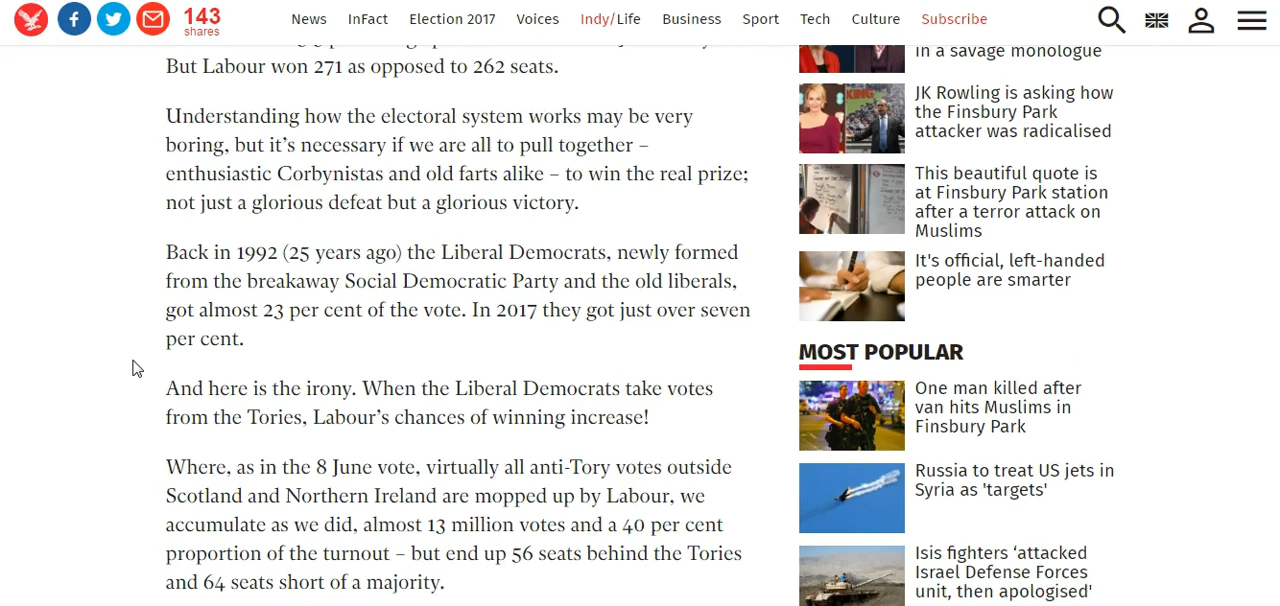 143
shares
News InFact Election 2017 Voices Indy/Life Business Sport Tech Culture Subscribe
But Labour won 271 as opposed to 262 seats.
Understanding how the electoral system works may be very
boring, but it’s necessary if we are all to pull together –
enthusiastic Corbynistas and old farts alike – to win the real prize;
not just a glorious defeat but a glorious victory.
Back in 1992 (25 years ago) the Liberal Democrats, newly formed
from the breakaway Social Democratic Party and the old liberals,
got almost 23 per cent of the vote. In 2017 they got just over seven
per cent.
And here is the irony. When the Liberal Democrats take votes
from the Tories, Labour’s chances of winning increase!
Where, as in the 8 June vote, virtually all anti-Tory votes outside
Scotland and Northern Ireland are mopped up by Labour, we
accumulate as we did, almost 13 million votes and a 40 per cent
proportion of the turnout – but end up 56 seats behind the Tories
and 64 seats short of a majority.
in a savage monologue
JK Rowling is asking how
the Finsbury Park
attacker was radicalised
This beautiful quote is
at Finsbury Park station
after a terror attack on
Muslims
It's official, left-handed
people are smarter
MOST POPULAR
One man killed after
van hits Muslims in
Finsbury Park
Russia to treat US jets in
Syria as 'targets'
Isis fighters ‘attacked
Israel Defense Forces
unit, then apologised'